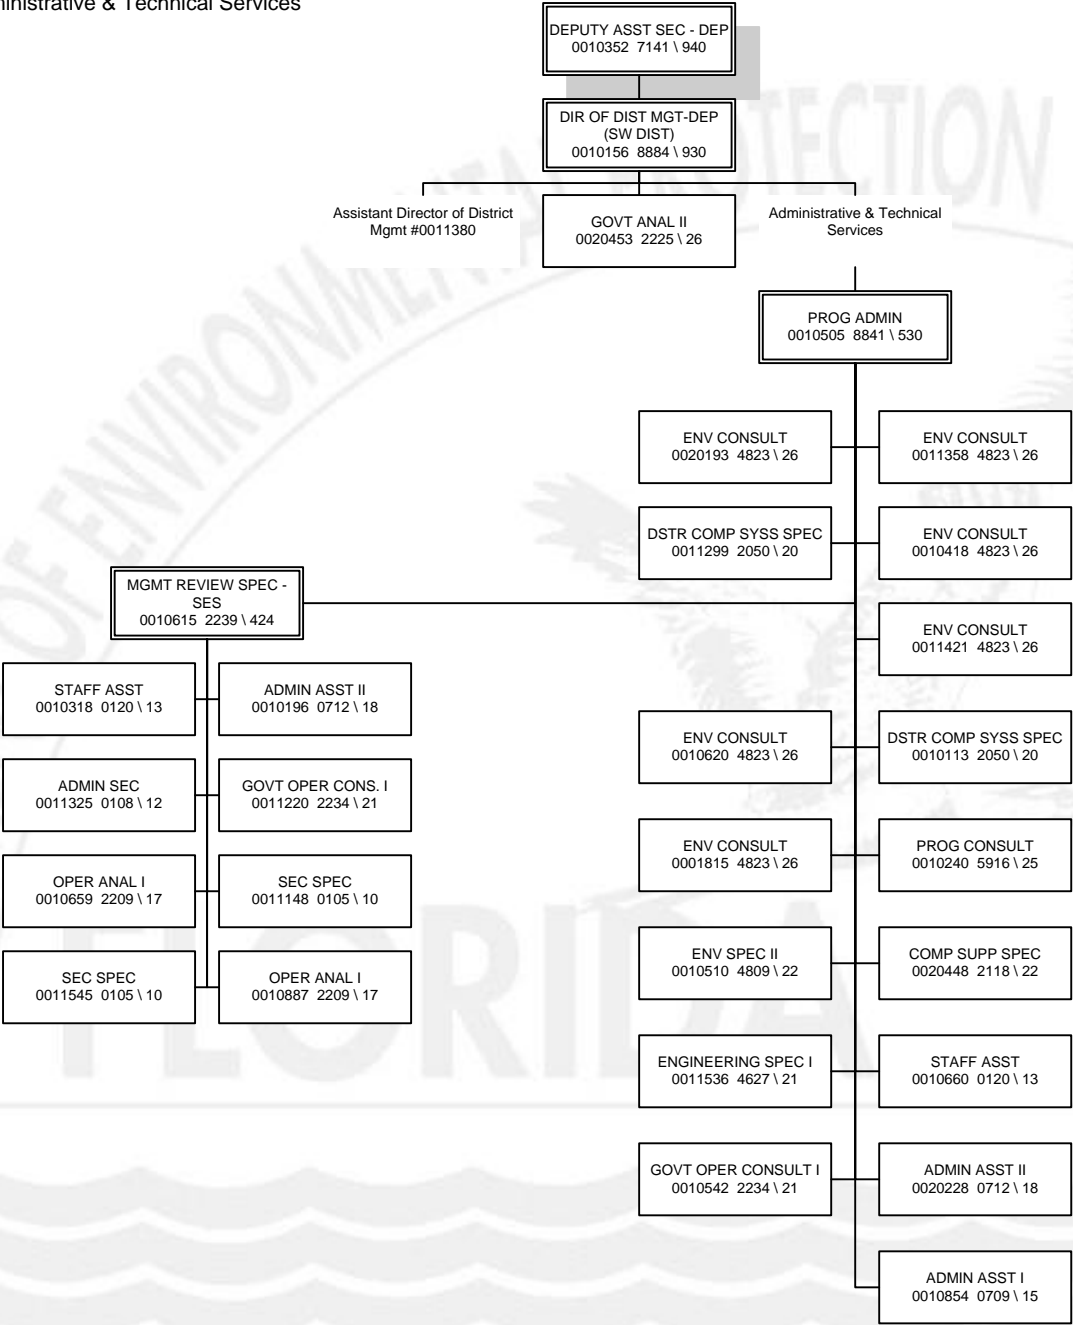 Administrative & Technical Services
DEPUTY ASST SEC - DEP
0010352 7141 \ 940
DIR OF DIST MGT-DEP
(SW DIST)
0010156 8884 \ 930
Assistant Director of District
Mgmt #0011380
GOVT ANAL II
0020453 2225 \ 26
Administrative & Technical
Services
PROG ADMIN
0010505 8841 \ 530
ENV CONSULT
0020193 4823 \ 26
ENV CONSULT
0011358 4823 \ 26
DSTR COMP SYSS SPEC
0011299 2050 \ 20
ENV CONSULT
0010418 4823 \ 26
MGMT REVIEW SPEC -
SES
0010615 2239 \ 424
ENV CONSULT
0011421 4823 \ 26
STAFF ASST
0010318 0120 \ 13
ADMIN ASST II
0010196 0712 \ 18
ENV CONSULT
0010620 4823 \ 26
DSTR COMP SYSS SPEC
0010113 2050 \ 20
ADMIN SEC
0011325 0108 \ 12
GOVT OPER CONS. I
0011220 2234 \ 21
ENV CONSULT
0001815 4823 \ 26
PROG CONSULT
0010240 5916 \ 25
OPER ANAL I
0010659 2209 \ 17
SEC SPEC
0011148 0105 \ 10
ENV SPEC II
0010510 4809 \ 22
COMP SUPP SPEC
0020448 2118 \ 22
SEC SPEC
0011545 0105 \ 10
OPER ANAL I
0010887 2209 \ 17
ENGINEERING SPEC I
0011536 4627 \ 21
STAFF ASST
0010660 0120 \ 13
GOVT OPER CONSULT I
0010542 2234 \ 21
ADMIN ASST II
0020228 0712 \ 18
ADMIN ASST I
0010854 0709 \ 15
OF ENVIRONMENTAL PROTECTION
FLORIDA